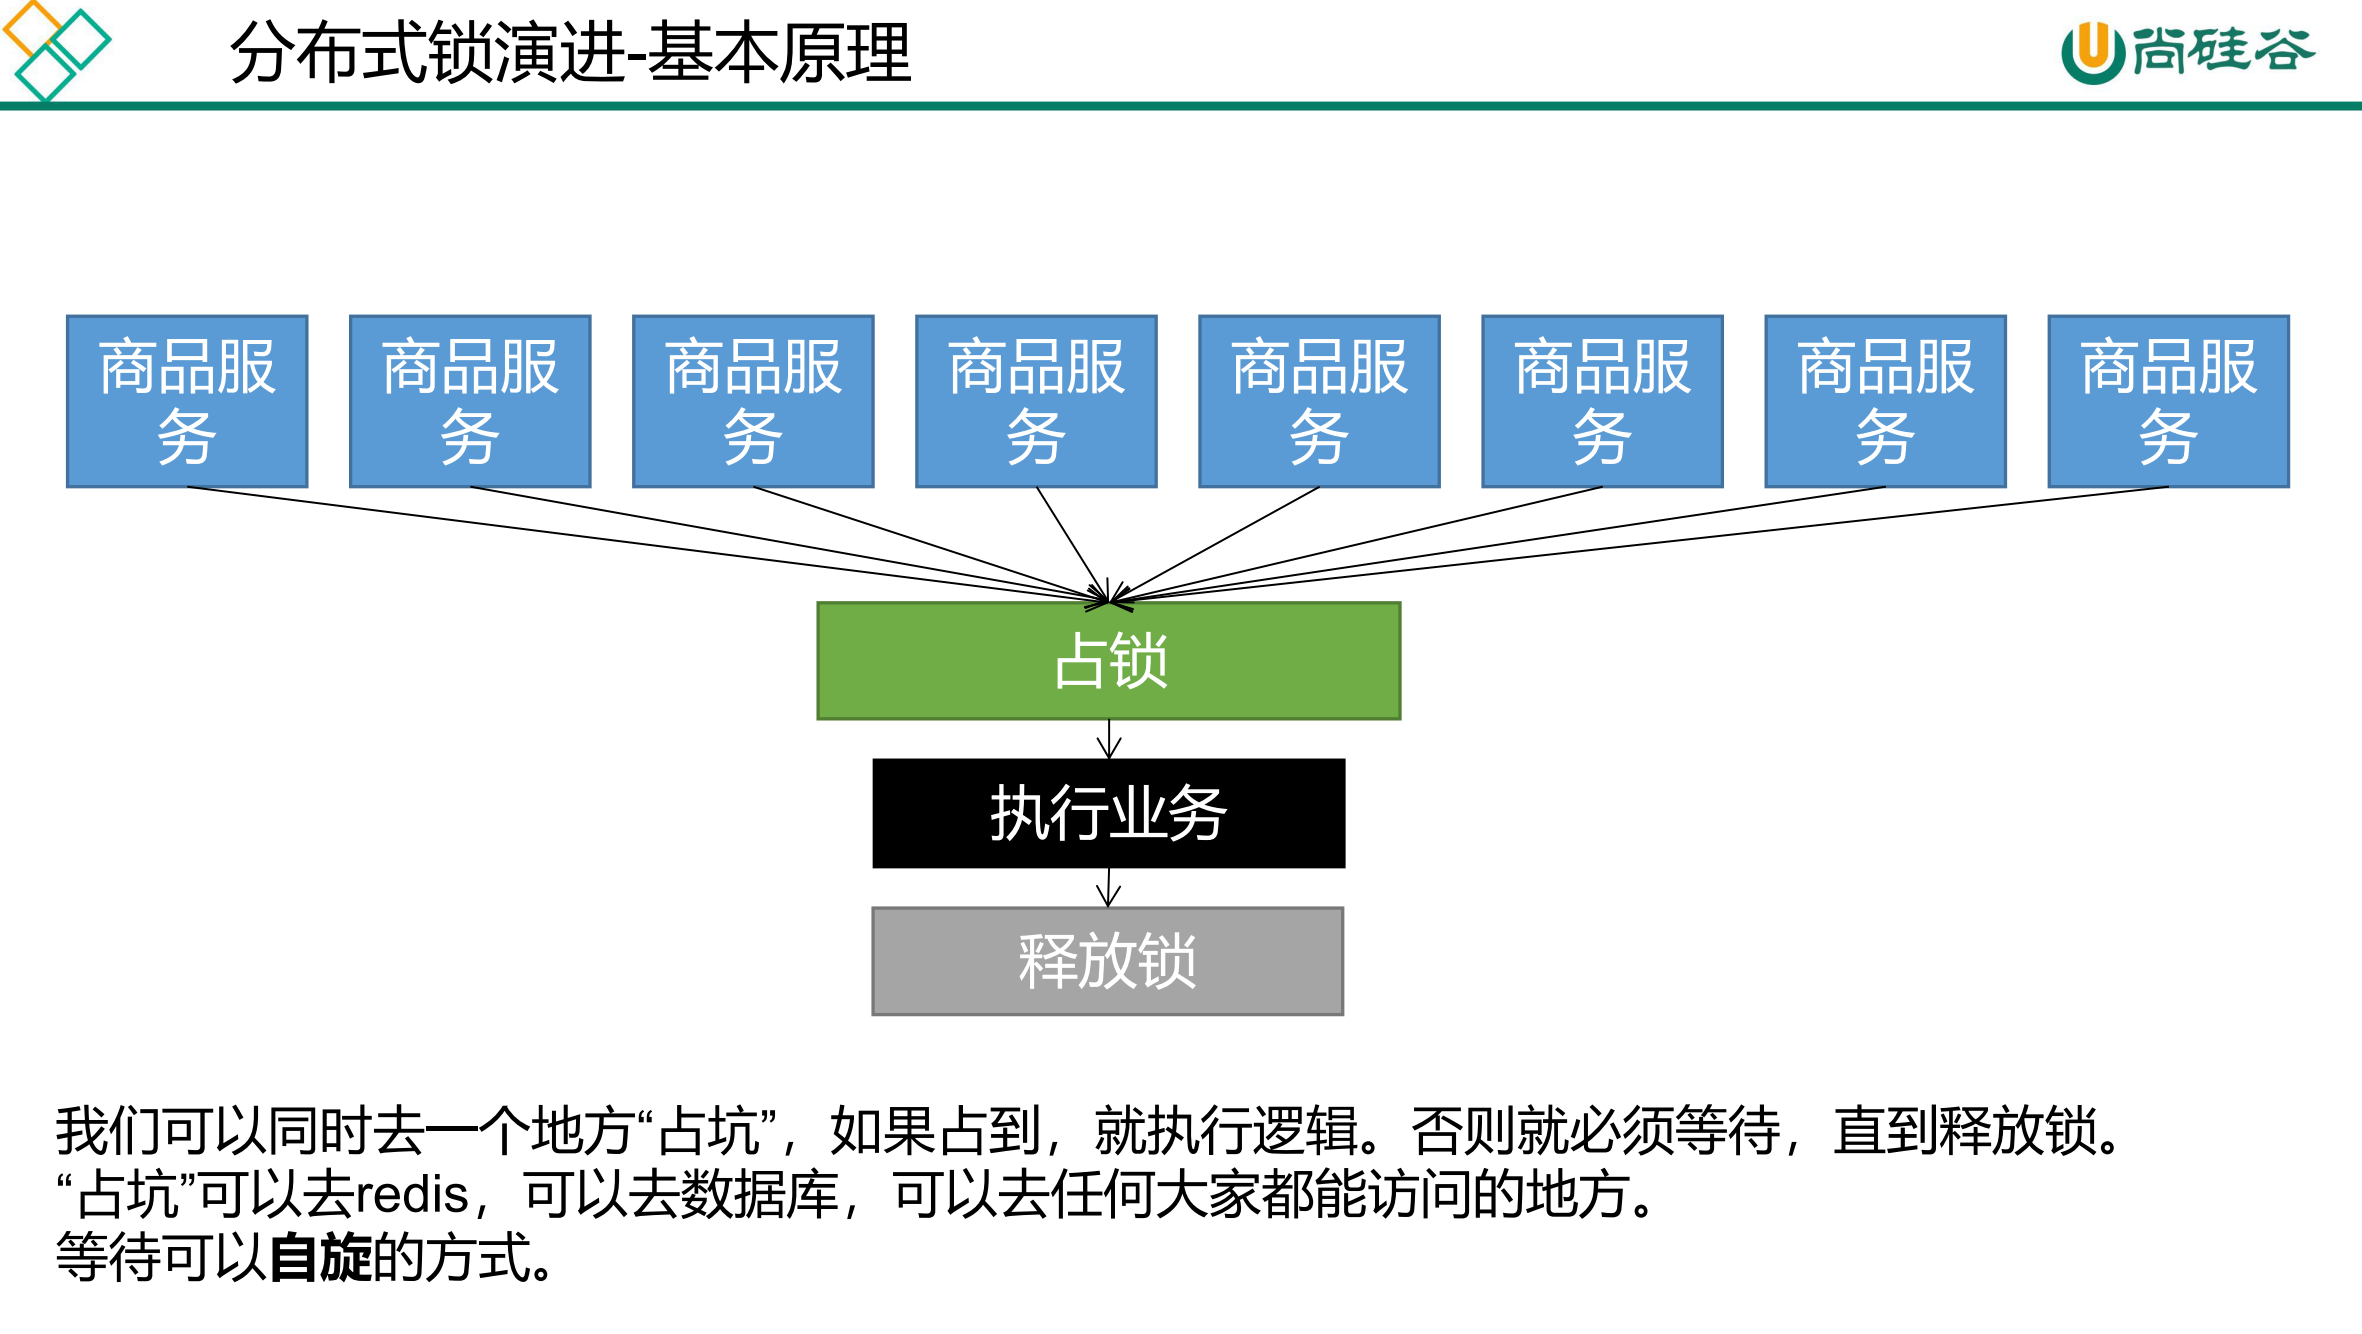 分布式锁演进-基本原理
尚硅谷
商品服
务
商品服
务
商品服
务
商品服
务
商品服
务
商品服
务
商品服
务
商品服
务
占锁
执行业务
释放锁
我们可以同时去一个地方“占坑”，如果占到，就执行逻辑。否则就必须等待，直到释放锁。
“占坑”可以去redis，可以去数据库，可以去任何大家都能访问的地方。
等待可以自旋的方式。